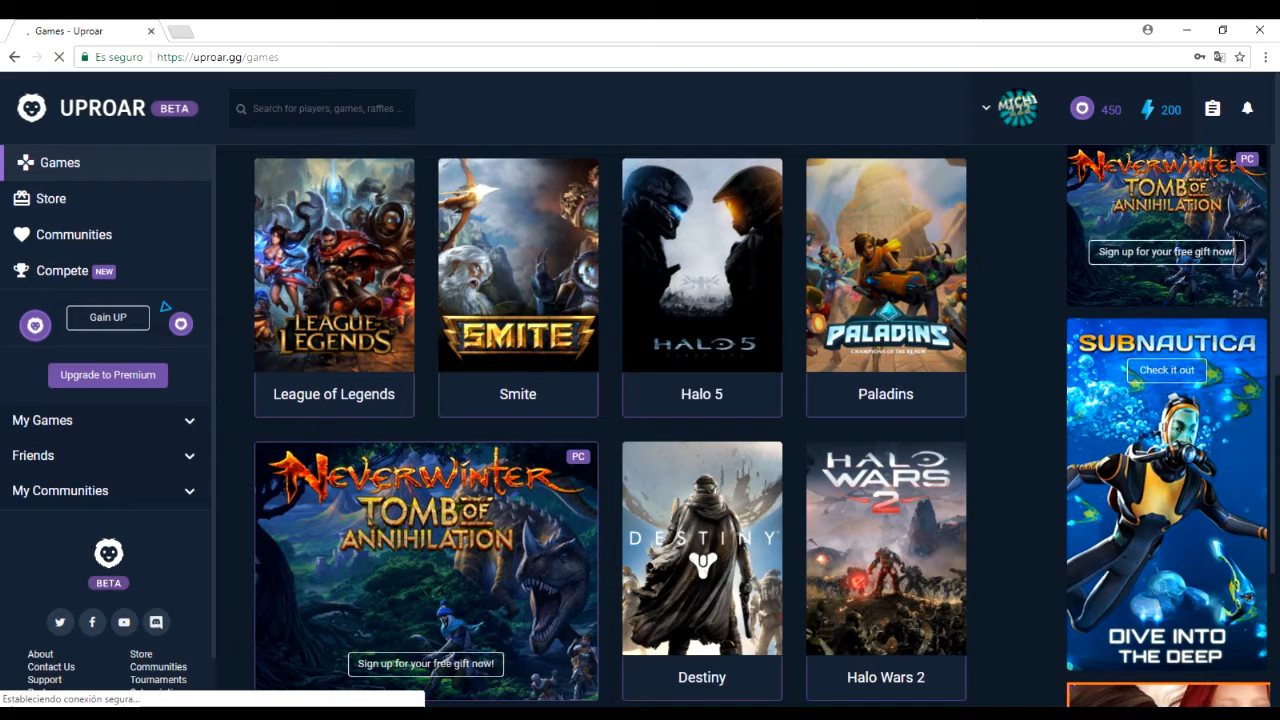 Games - Uproar
Es seguro
https://uproar.gg/games
UPROAR BETA
Search for players, games, raffles ...
MICHI
222
450
200
Games
Store
Communities
Compete NEW
Gain UP
Upgrade to Premium
My Games
Friends
My Communities
BETA
About
Store
Contact Us
Communities
Support
Tournaments
Estableciendo conexión segura...
LEAGUE OF
LEGENDS
League of Legends
SMITE
Smite
HALO 5
Halo 5
PALADINS
CHAMPIONS OF THE REALM
Paladins
PC
NEVERWINTER
TOMB OF
ANNIHILATION
Sign up for your free gift now!
DESTINY
Destiny
HALO
WARS
2
Halo Wars 2
PC
NEVERWINTER
TOMB OF
ANNIHILATION
Sign up for your free gift now!
SUBNAUTICA
Check it out
DIVE INTO
THE DEEP